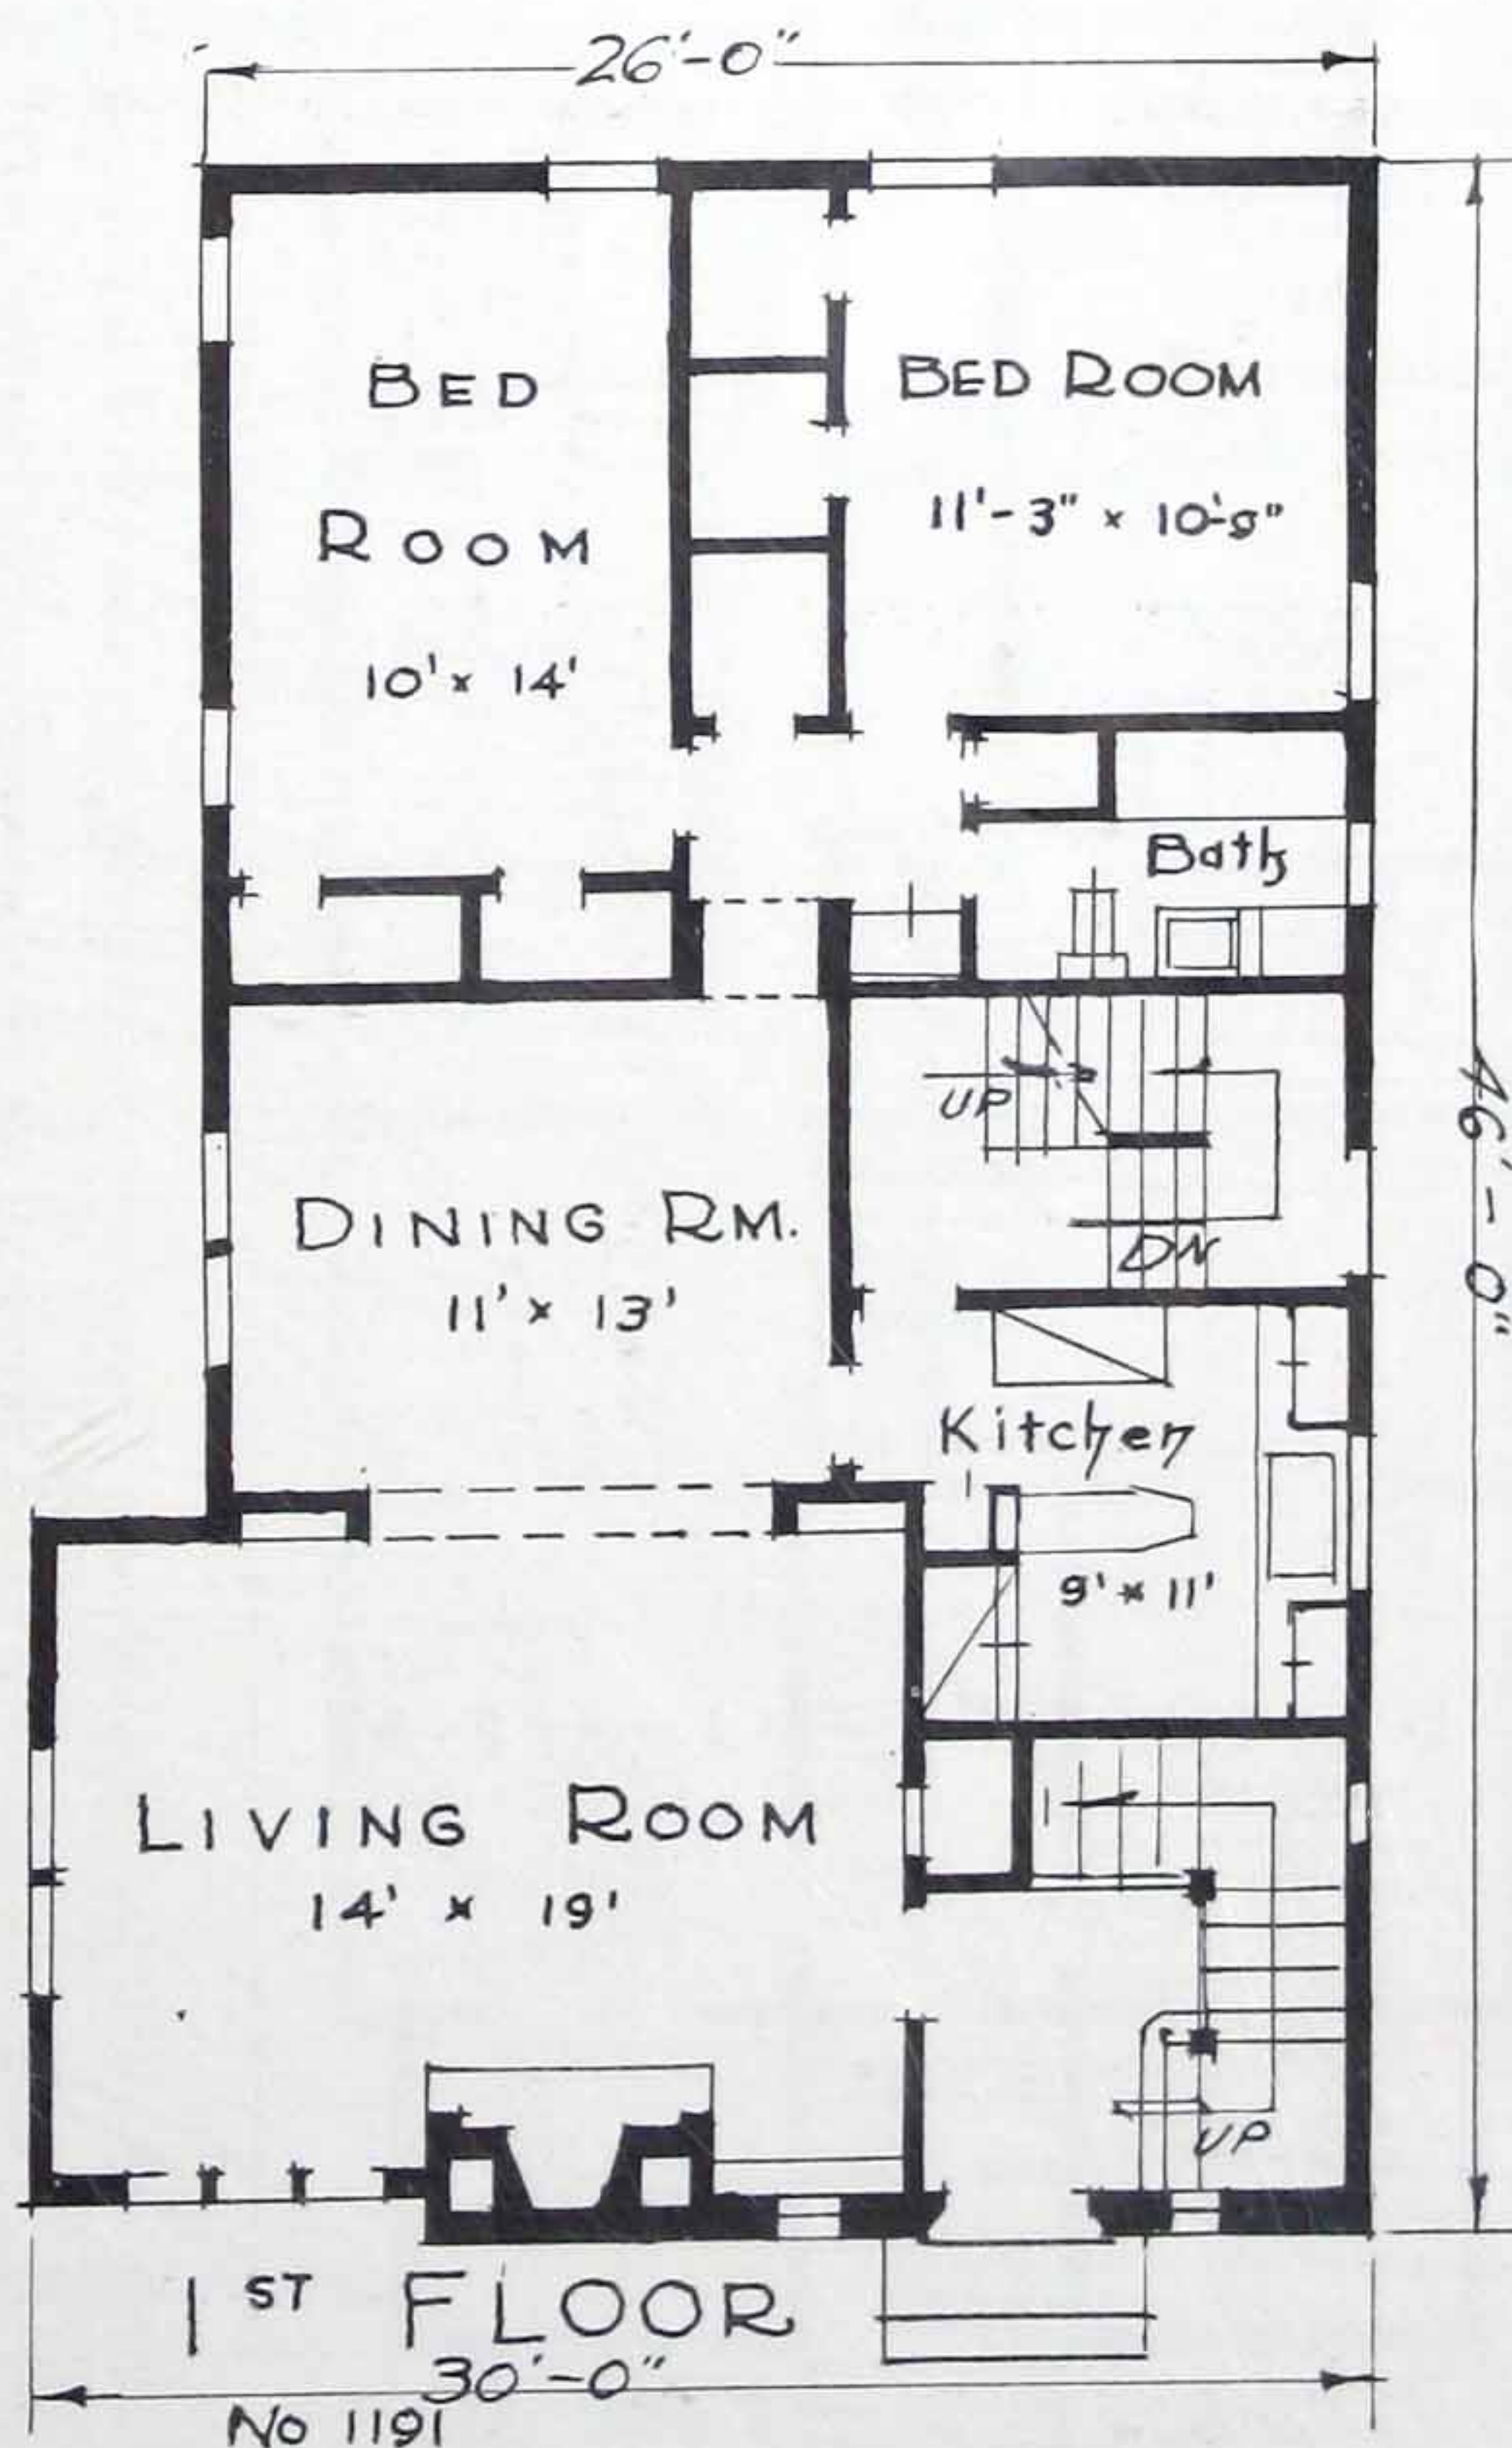 26'-0"
BED
ROOM
10' x 14'
BED ROOM
11'-3" x 10'-9"
Bath
UP
DN
DINING RM.
11' x 13'
46'-0"
Kitchen
9' x 11'
LIVING ROOM
14' x 19'
UP
1ST FLOOR
30'-0"
No 1191